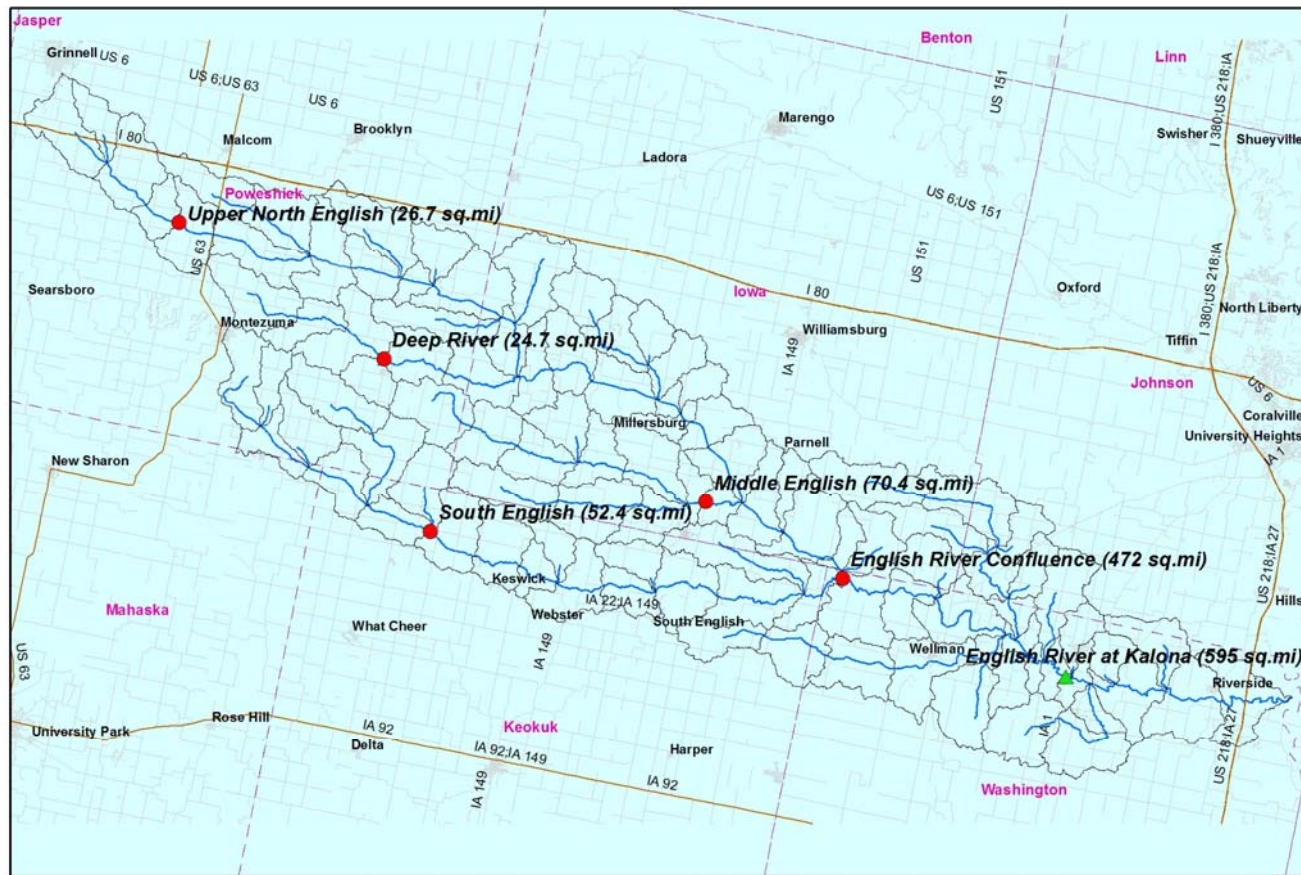 Jasper
Grinnell
US 6
US 6;US 63
US 6
Benton
Linn
US 151
I 380;US 218;IA
Swisher
Shueyville
Marengo
I 80
Malcom
Brooklyn
Ladora
Poweshiek
US 6;US 151
Upper North English (26.7 sq.mi)
US 63
US 151
Searsboro
Iowa
I 80
Oxford
I 380;US 218;IA
North Liberty
Montezuma
Deep River (24.7 sq.mi)
Williamsburg
IA 149
Tiffin
Johnson
US 6
Coralville
Millersburg
Parnell
University Heights
IA 1
New Sharon
Middle English (70.4 sq.mi)
South English (52.4 sq.mi)
US 218;IA 27
English River Confluence (472 sq.mi)
Keswick
Mahaska
Webster
IA 22;IA 149
Hills
What Cheer
South English
IA 149
Wellman
English River at Kalona (595 sq.mi)
US 63
Riverside
University Park
Rose Hill
IA 92
Keokuk
Delta
IA 92;IA 149
Harper
IA 1
US 218;IA 27
IA 149
IA 92
Washington